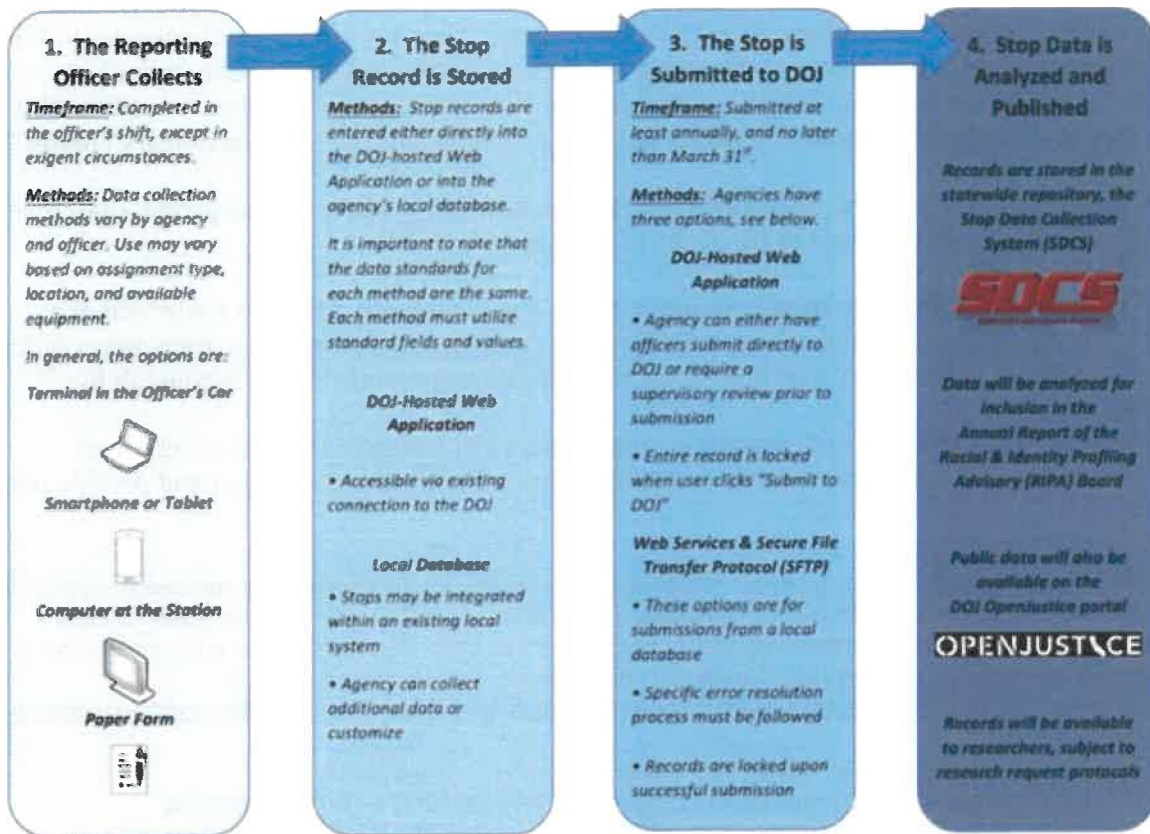 1. The Reporting
Officer Collects
Timeframe: Completed in
the officer's shift, except in
exigent circumstances.
Methods: Data collection
methods vary by agency
and officer. Use may vary
based on assignment type,
location, and available
equipment.
In general, the options are:
Terminal in the Officer's Car
Smartphone or Tablet
Computer at the Station
Paper Form
2. The Stop
Record is Stored
Methods: Stop records are
entered either directly into
the DOJ-hosted Web
Application or into the
agency's local database.
It is important to note that
the data standards for
each method are the same.
Each method must utilize
standard fields and values.
DOJ-Hosted Web
Application
• Accessible via existing
connection to the DOJ
Local Database
• Stops may be integrated
within an existing local
system
• Agency can collect
additional data or
customize
3. The Stop is
Submitted to DOJ
Timeframe: Submitted at
least annually, and no later
than March 31st.
Methods: Agencies have
three options, see below.
DOJ-Hosted Web
Application
• Agency can either have
officers submit directly to
DOJ or require a
supervisory review prior to
submission
• Entire record is locked
when user clicks "Submit to
DOJ"
Web Services & Secure File
Transfer Protocol (SFTP)
• These options are for
submissions from a local
database
• Specific error resolution
process must be followed
• Records are locked upon
successful submission
4. Stop Data is
Analyzed and
Published
Records are stored in the
statewide repository, the
Stop Data Collection
System (SDCS)
SDCS
Data will be analyzed for
inclusion in the
Annual Report of the
Racial & Identity Profiling
Advisory (RIPA) Board
Public data will also be
available on the
DOJ OpenJustice portal
OPENJUSTICE
Records will be available
to researchers, subject to
research request protocols